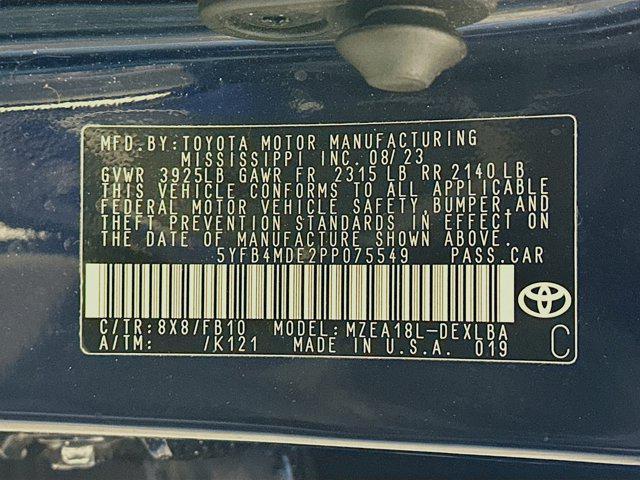 MFD. BY: TOYOTA MOTOR MANUFACTURING
MISSISSIPPI INC. 08/23
GVWR 3925LB GAWR FR 2315 LB RR 2140 LB
THIS VEHICLE CONFORMS TO ALL APPLICABLE
FEDERAL MOTOR VEHICLE SAFETY, BUMPER, AND
THEFT PREVENTION STANDARDS IN EFFECT ON
THE DATE OF MANUFACTURE SHOWN ABOVE.
5YFB4MDE2PP075549 PASS. CAR
C/TR: 8X8/FB10 MODEL: MZEA18L-DEXLBA
A/TM: /K121 MADE IN U.S.A. 019 C